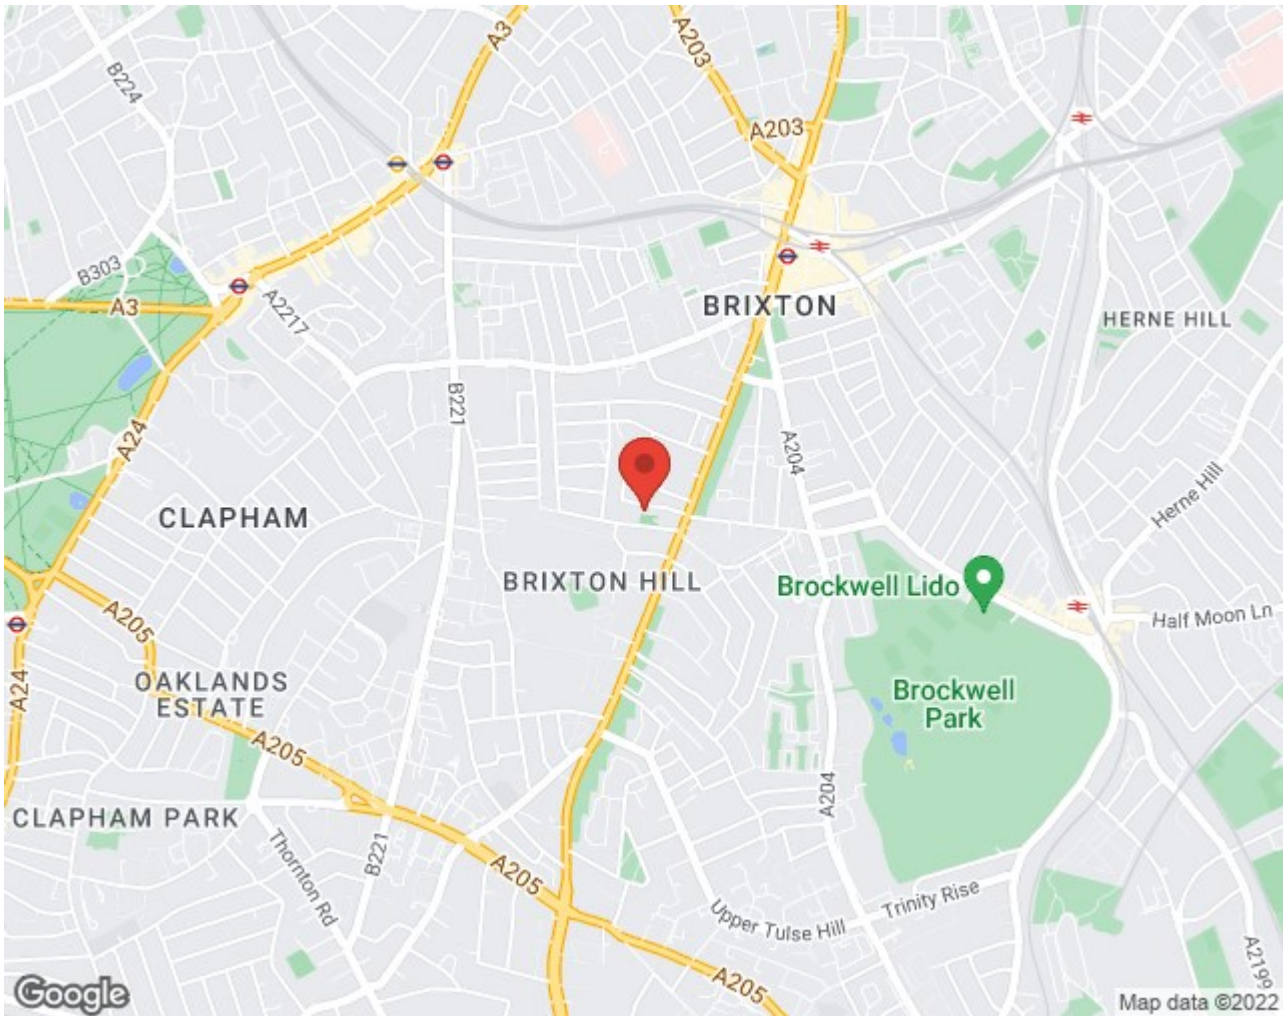 A3
A203
B224
A203
B303
A3
A2217
BRIXTON
HERNE HILL
B221
A24
A204
Herne Hill
CLAPHAM
BRIXTON HILL
Brockwell Lido
A205
Half Moon Ln
A24
OAKLANDS
ESTATE
Brockwell
Park
A205
A204
CLAPHAM PARK
Thornton Rd
B221
A205
Trinity Rise
Upper Tulse Hill
A205
A2199
Google
Map data ©2022